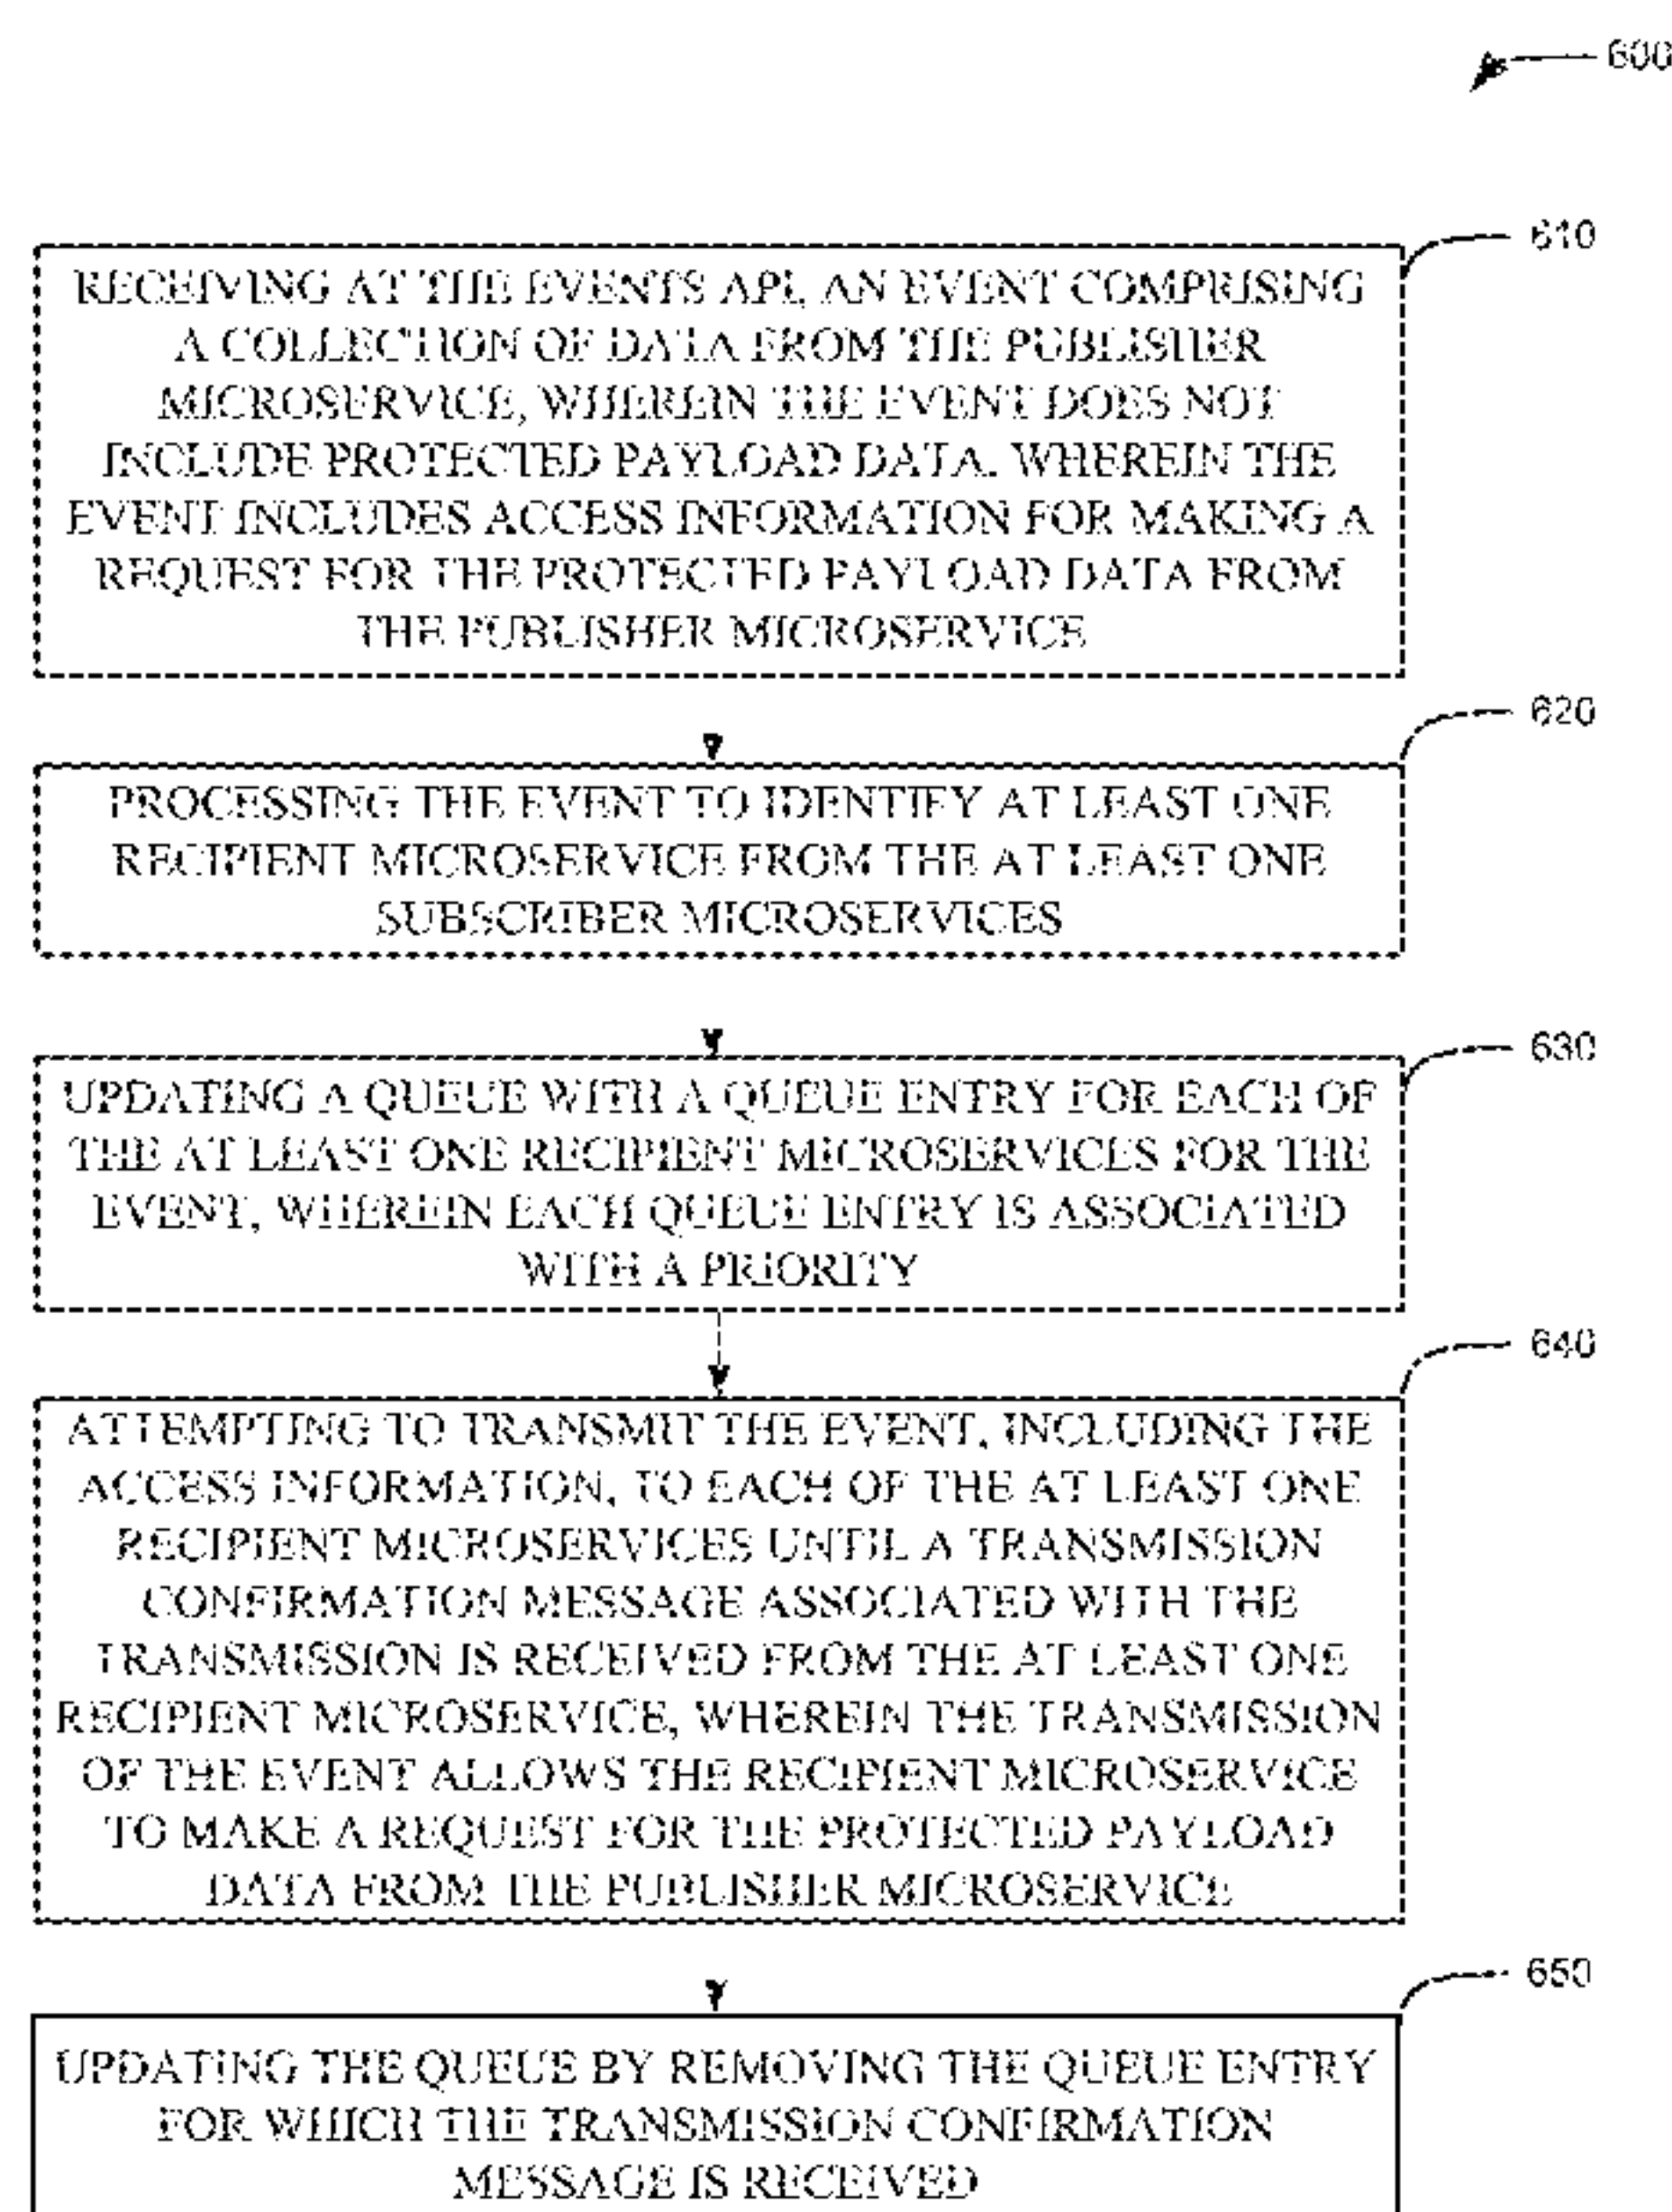 600
610
RECEIVING AT THE EVENTS API, AN EVENT COMPRISING
A COLLECTION OF DATA FROM THE PUBLISHER
MICROSERVICE, WHEREIN THE EVENT DOES NOT
INCLUDE PROTECTED PAYLOAD DATA, WHEREIN THE
EVENT INCLUDES ACCESS INFORMATION FOR MAKING A
REQUEST FOR THE PROTECTED PAYLOAD DATA FROM
THE PUBLISHER MICROSERVICE
620
PROCESSING THE EVENT TO IDENTIFY AT LEAST ONE
RECIPIENT MICROSERVICE FROM THE AT LEAST ONE
SUBSCRIBER MICROSERVICES
630
UPDATING A QUEUE WITH A QUEUE ENTRY FOR EACH OF
THE AT LEAST ONE RECIPIENT MICROSERVICES FOR THE
EVENT, WHEREIN EACH QUEUE ENTRY IS ASSOCIATED
WITH A PRIORITY
640
ATTEMPTING TO TRANSMIT THE EVENT, INCLUDING THE
ACCESS INFORMATION, TO EACH OF THE AT LEAST ONE
RECIPIENT MICROSERVICES UNTIL A TRANSMISSION
CONFIRMATION MESSAGE ASSOCIATED WITH THE
TRANSMISSION IS RECEIVED FROM THE AT LEAST ONE
RECIPIENT MICROSERVICE, WHEREIN THE TRANSMISSION
OF THE EVENT ALLOWS THE RECIPIENT MICROSERVICE
TO MAKE A REQUEST FOR THE PROTECTED PAYLOAD
DATA FROM THE PUBLISHER MICROSERVICE
650
UPDATING THE QUEUE BY REMOVING THE QUEUE ENTRY
FOR WHICH THE TRANSMISSION CONFIRMATION
MESSAGE IS RECEIVED